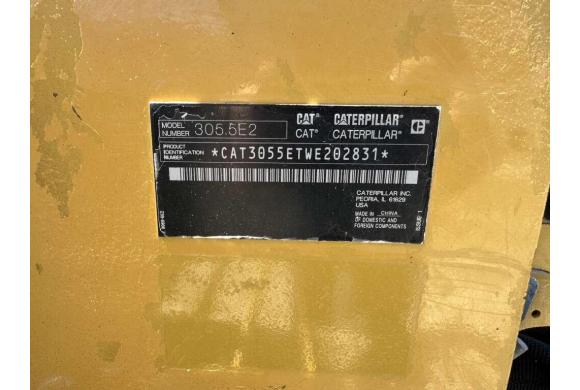 MODEL NUMBER 305.5E2
CAT® CATERPILLAR®
CAT® CATERPILLAR®
PRODUCT IDENTIFICATION NUMBER *CAT3055ETWE202831*
CATERPILLAR INC.
PEORIA, IL 61629
USA
MADE IN CHINA
OF DOMESTIC AND
FOREIGN COMPONENTS